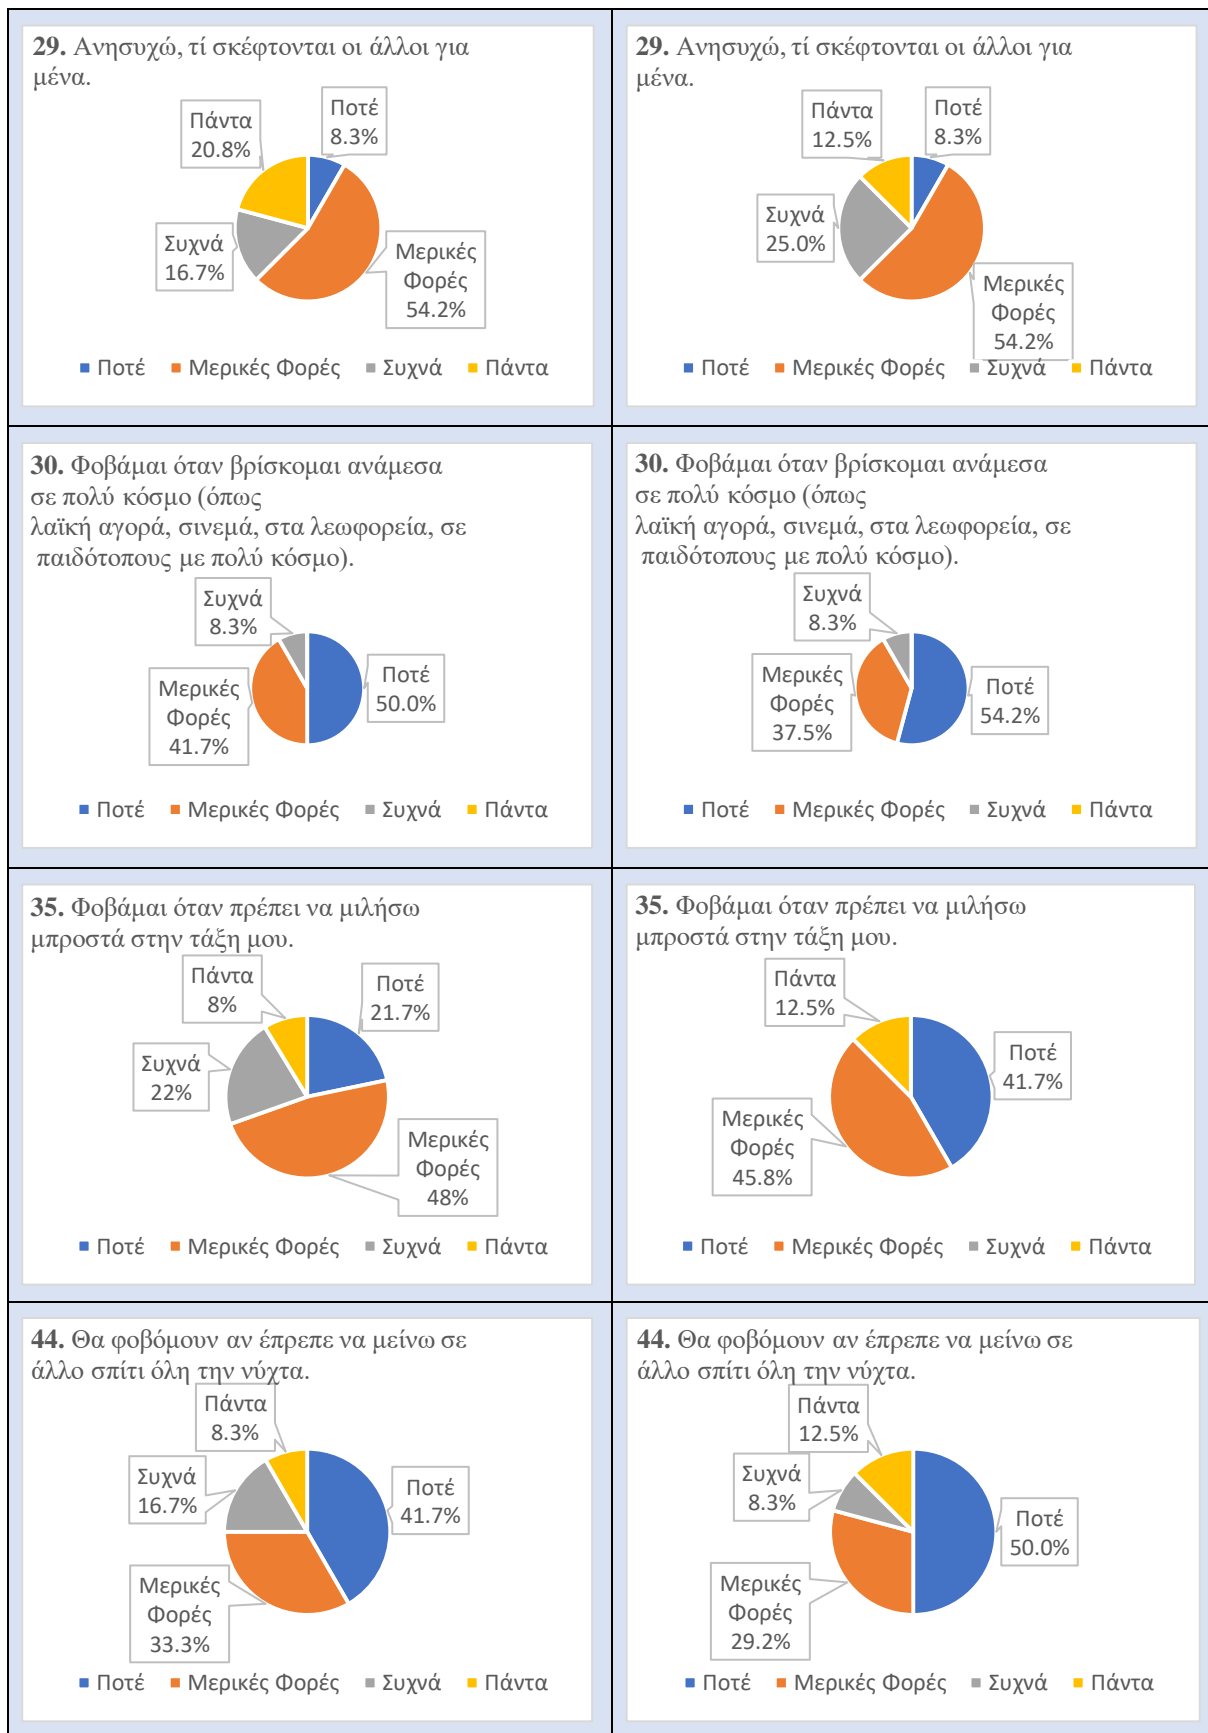 29. Ανησυχώ, τί σκέφτονται οι άλλοι για
μένα.
Πάντα
20.8%
Ποτέ
8.3%
Συχνά
16.7%
Μερικές
Φορές
54.2%
Ποτέ Μερικές Φορές Συχνά Πάντα
29. Ανησυχώ, τί σκέφτονται οι άλλοι για
μένα.
Πάντα
12.5%
Ποτέ
8.3%
Συχνά
25.0%
Μερικές
Φορές
54.2%
Ποτέ Μερικές Φορές Συχνά Πάντα
30. Φοβάμαι όταν βρίσκομαι ανάμεσα
σε πολύ κόσμο (όπως
λαϊκή αγορά, σινεμά, στα λεωφορεία, σε
παιδότοπους με πολύ κόσμο).
Συχνά
8.3%
Μερικές
Φορές
41.7%
Ποτέ
50.0%
Ποτέ Μερικές Φορές Συχνά Πάντα
30. Φοβάμαι όταν βρίσκομαι ανάμεσα
σε πολύ κόσμο (όπως
λαϊκή αγορά, σινεμά, στα λεωφορεία, σε
παιδότοπους με πολύ κόσμο).
Συχνά
8.3%
Μερικές
Φορές
37.5%
Ποτέ
54.2%
Ποτέ Μερικές Φορές Συχνά Πάντα
35. Φοβάμαι όταν πρέπει να μιλήσω
μπροστά στην τάξη μου.
Πάντα
8%
Ποτέ
21.7%
Συχνά
22%
Μερικές
Φορές
48%
Ποτέ Μερικές Φορές Συχνά Πάντα
35. Φοβάμαι όταν πρέπει να μιλήσω
μπροστά στην τάξη μου.
Πάντα
12.5%
Ποτέ
41.7%
Μερικές
Φορές
45.8%
Ποτέ Μερικές Φορές Συχνά Πάντα
44. Θα φοβόμουν αν έπρεπε να μείνω σε
άλλο σπίτι όλη την νύχτα.
Πάντα
8.3%
Συχνά
16.7%
Ποτέ
41.7%
Μερικές
Φορές
33.3%
Ποτέ Μερικές Φορές Συχνά Πάντα
44. Θα φοβόμουν αν έπρεπε να μείνω σε
άλλο σπίτι όλη την νύχτα.
Πάντα
12.5%
Συχνά
8.3%
Ποτέ
50.0%
Μερικές
Φορές
29.2%
Ποτέ Μερικές Φορές Συχνά Πάντα